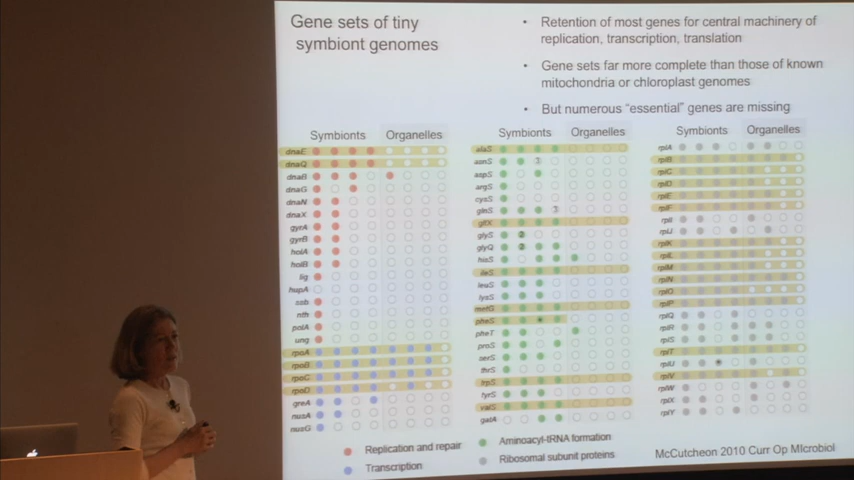 Gene sets of tiny
symbiont genomes
• Retention of most genes for central machinery of
replication, transcription, translation
• Gene sets far more complete than those of known
mitochondria or chloroplast genomes
• But numerous "essential" genes are missing
Symbionts Organelles
dnaE
dnaQ
dnaB
dnaG
dnaN
dnaX
gyrA
gyrB
holA
holB
lig
hupA
ssb
nth
polA
ung
rpoA
rpoB
rpoC
rpoD
greA
nusA
nusG
Replication and repair
Transcription
Symbionts Organelles
alaS
asnS
aspS
argS
cysS
glnS
gltX
glyS
glyQ
hisS
ileS
leuS
lysS
metG
pheS
pheT
proS
serS
thrS
trpS
tyrS
valS
gatA
Aminoacyl-tRNA formation
Ribosomal subunit proteins
Symbionts Organelles
rplA
rplB
rplC
rplD
rplE
rplF
rplI
rplJ
rplK
rplL
rplM
rplN
rplO
rplP
rplQ
rplR
rplS
rplT
rplU
rplV
rplW
rplX
rplY
McCutcheon 2010 Curr Op MIcrobiol